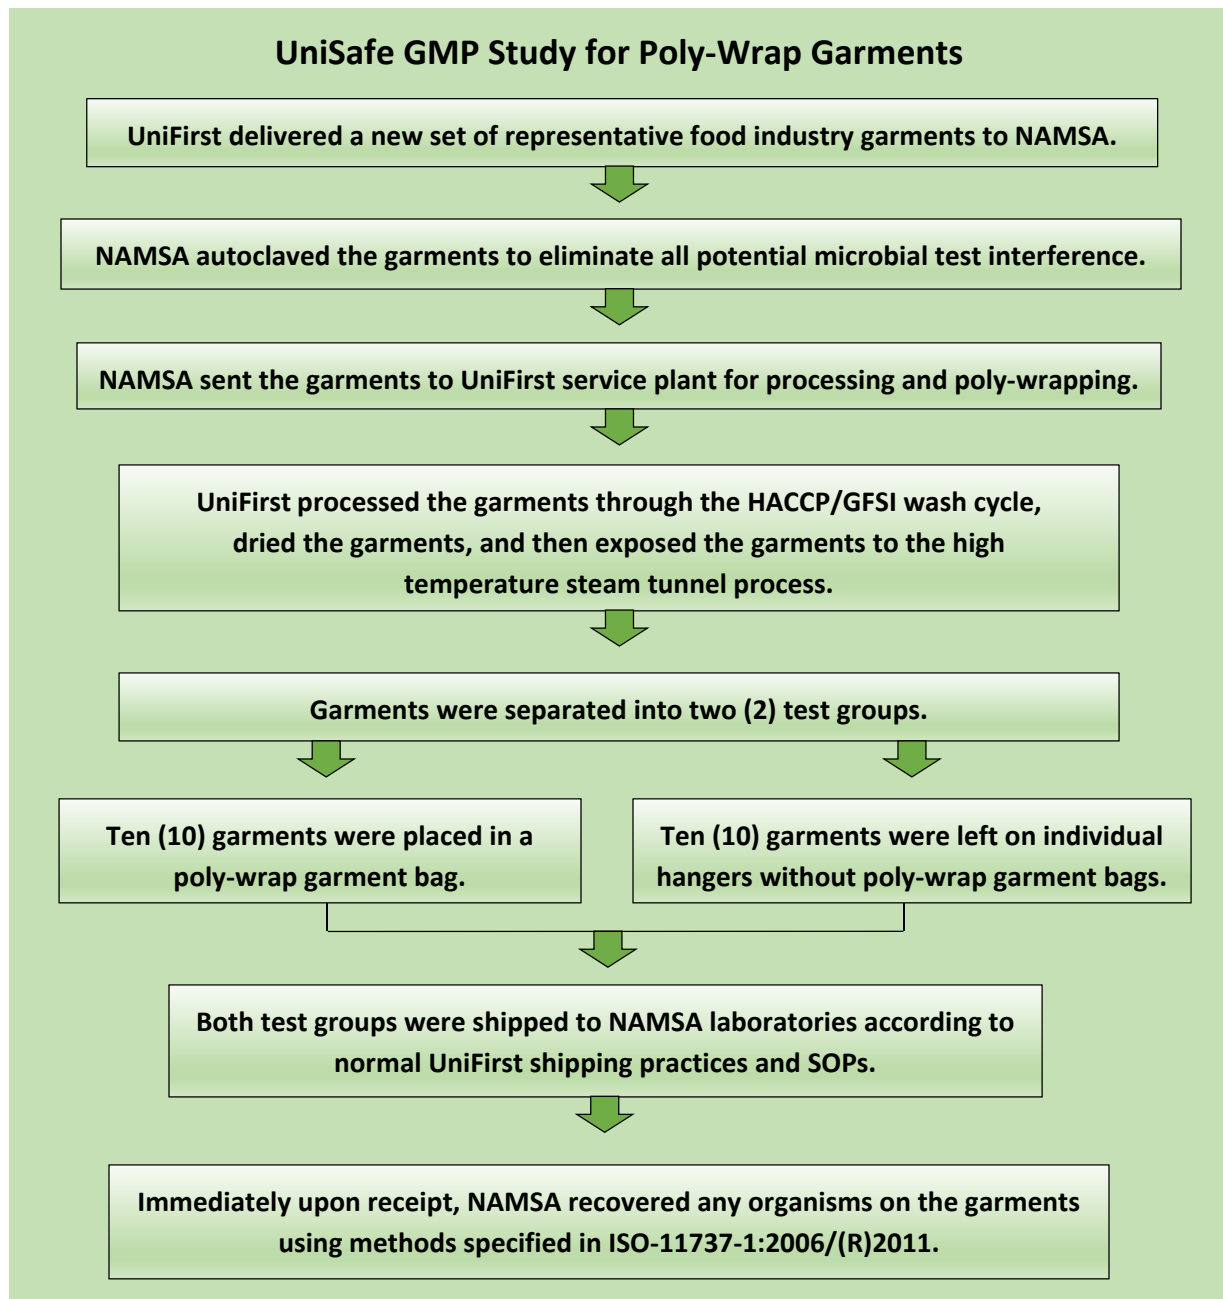 UniSafe GMP Study for Poly-Wrap Garments
UniFirst delivered a new set of representative food industry garments to NAMSA.
NAMSA autoclaved the garments to eliminate all potential microbial test interference.
NAMSA sent the garments to UniFirst service plant for processing and poly-wrapping.
UniFirst processed the garments through the HACCP/GFSI wash cycle,
dried the garments, and then exposed the garments to the high
temperature steam tunnel process.
Garments were separated into two (2) test groups.
Ten (10) garments were placed in a
poly-wrap garment bag.
Ten (10) garments were left on individual
hangers without poly-wrap garment bags.
Both test groups were shipped to NAMSA laboratories according to
normal UniFirst shipping practices and SOPs.
Immediately upon receipt, NAMSA recovered any organisms on the garments
using methods specified in ISO-11737-1:2006/(R)2011.